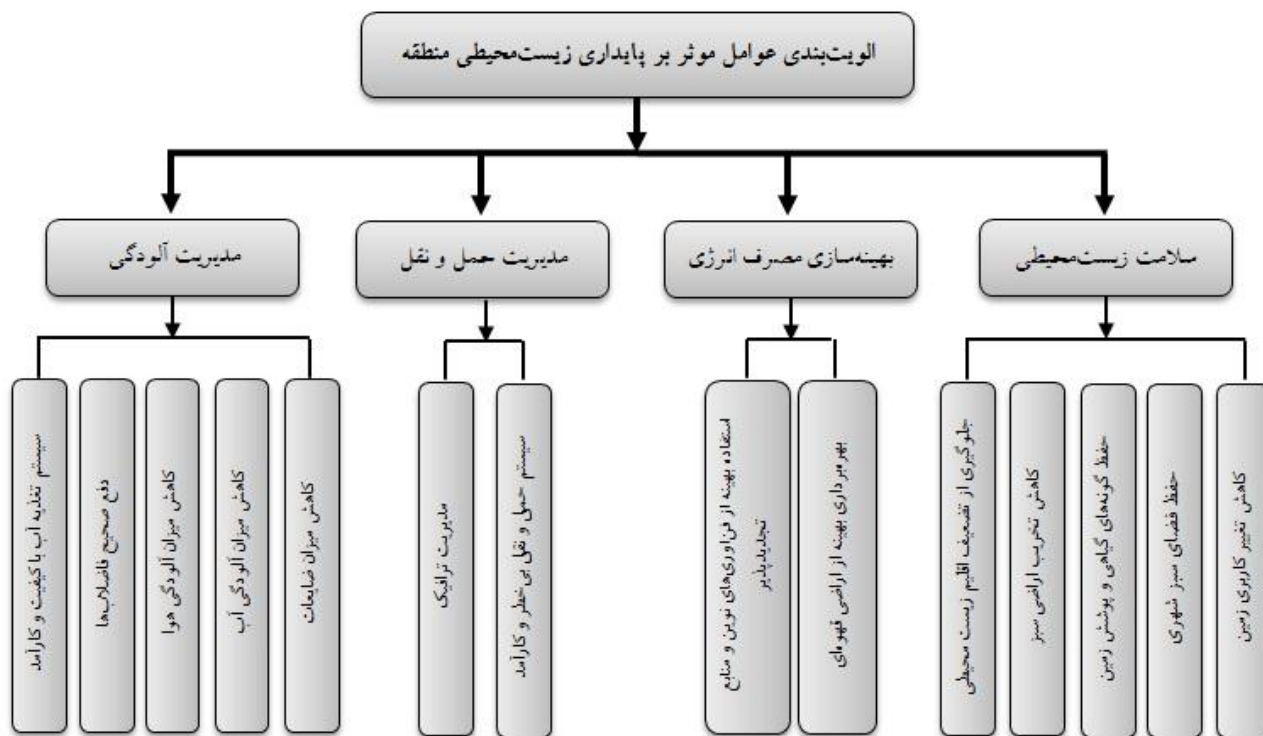 الویت‌بندی عوامل موثر بر پایداری زیست‌محیطی منطقه
سلامت زیست‌محیطی
بهینه‌سازی مصرف انرژی
مدیریت حمل و نقل
مدیریت آلودگی
کاهش تغییر کاربری زمین
حفظ فضای سبز شهری
حفظ گونه‌های گیاهی و پوشش زمین
کاهش تخریب اراضی سبز
جلوگیری از تضعیف اقلیم زیست محیطی
بهره‌برداری بهینه از اراضی قهوه‌ای
استفاده بهینه از فن‌آوری‌های نوین و منابع
تجدیدپذیر
سیستم حمل و نقل بی‌خطر و کارآمد
مدیریت ترافیک
کاهش میزان ضایعات
کاهش میزان آلودگی آب
کاهش میزان آلودگی هوا
دفع صحیح فاضلاب‌ها
سیستم تغذیه آب با کیفیت و کارآمد